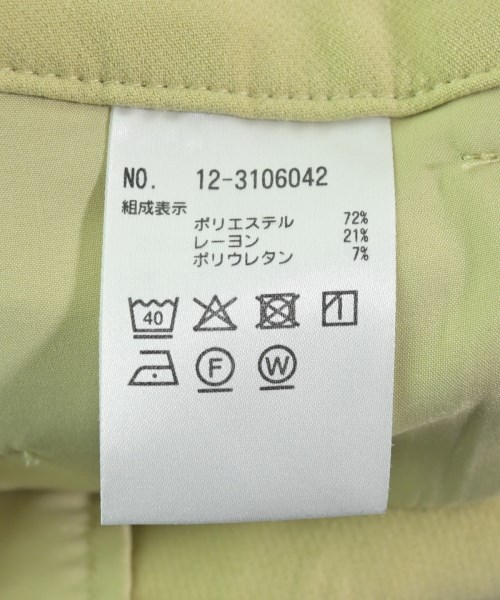 NO. 12-3106042
組成表示
ポリエステル 72%
レーヨン 21%
ポリウレタン 7%
40
F W